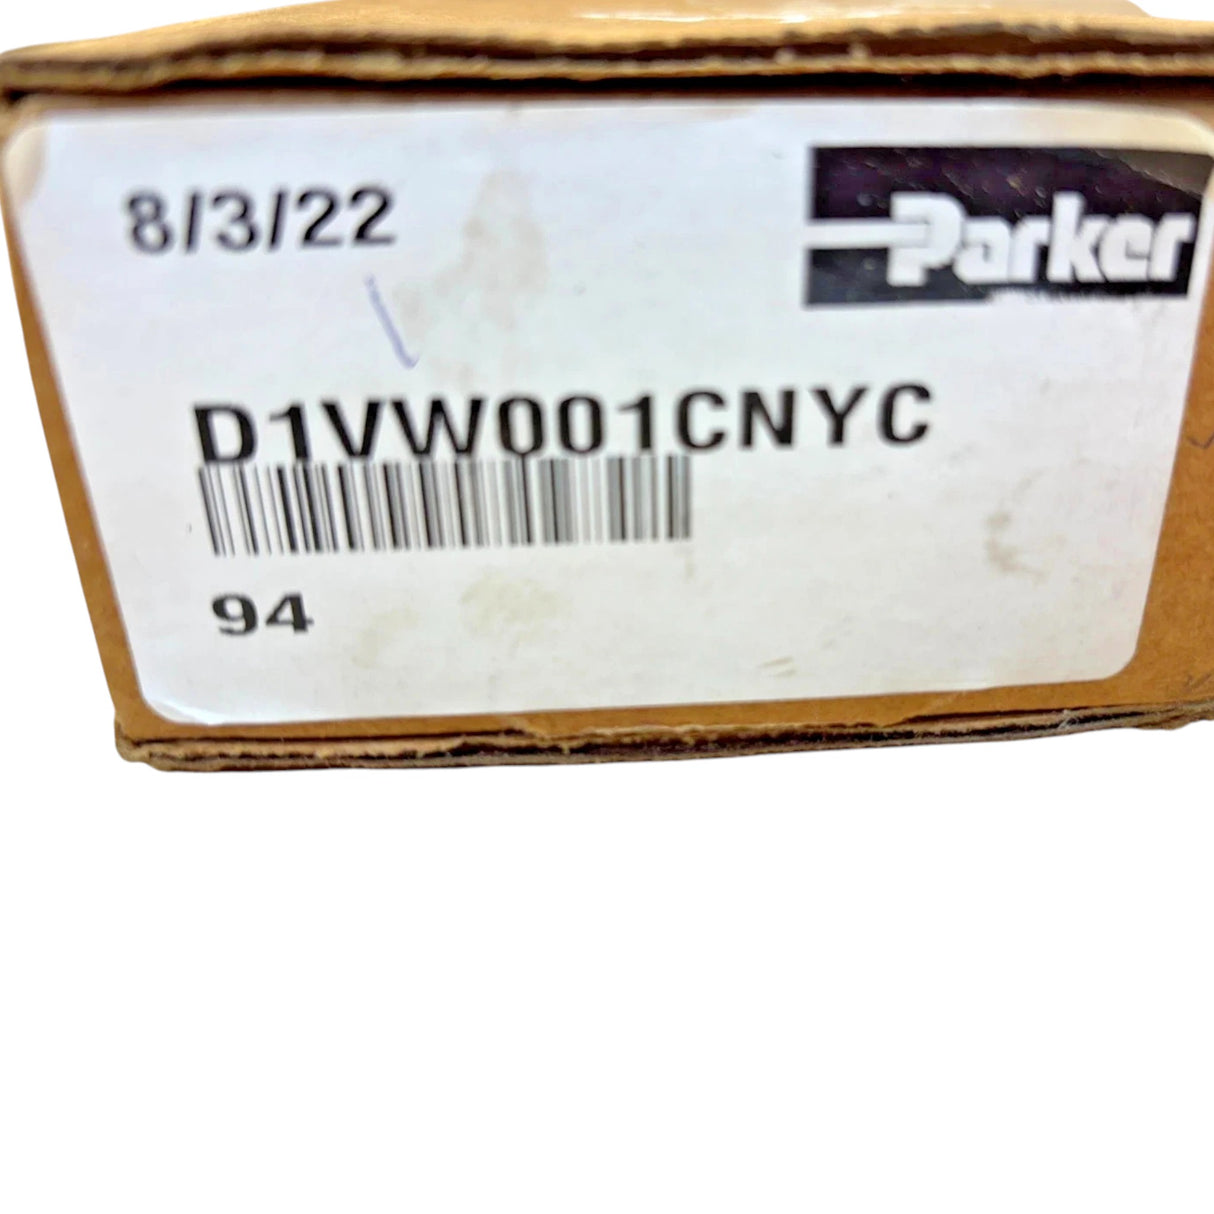 8/3/22
Parker
D1VW001CNYC
94